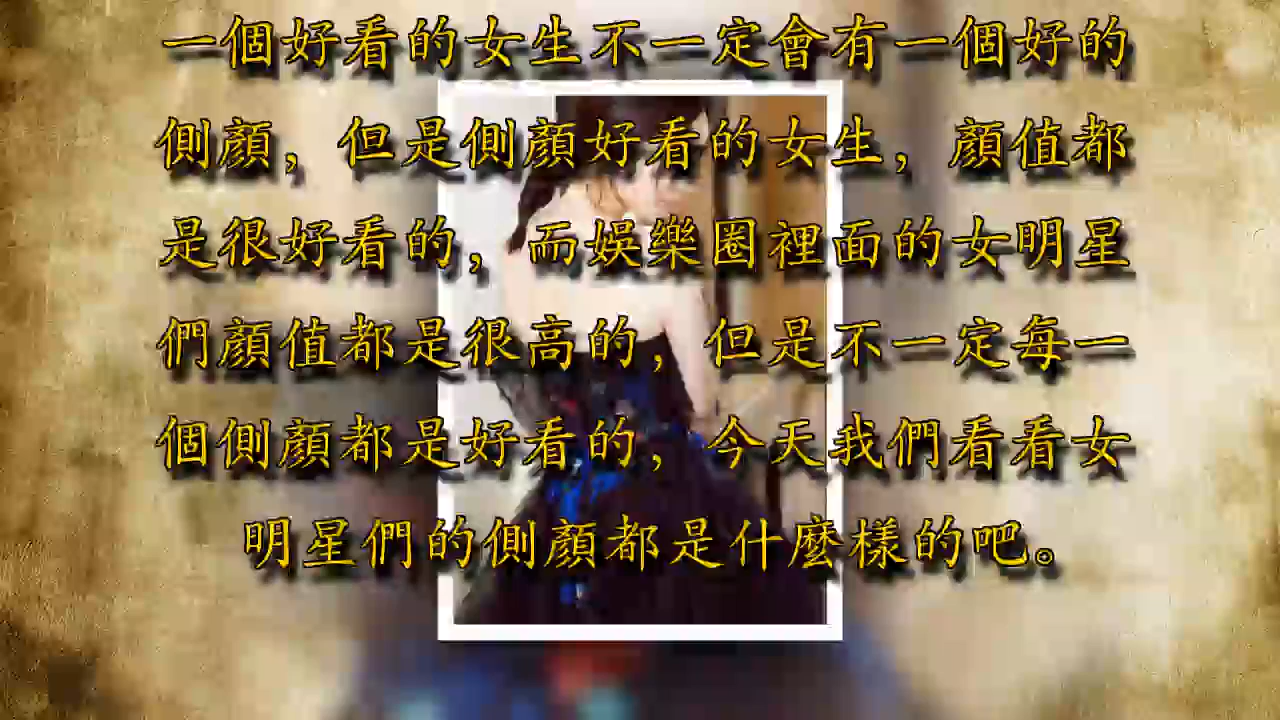 一個好看的女生不一定會有一個好的
側顏，但是側顏好看的女生，顏值都
是很好看的，而娛樂圈裡面的女明星
們顏值都是很高的，但是不一定每一
個側顏都是好看的，今天我們看看女
明星們的側顏都是什麼樣的吧。